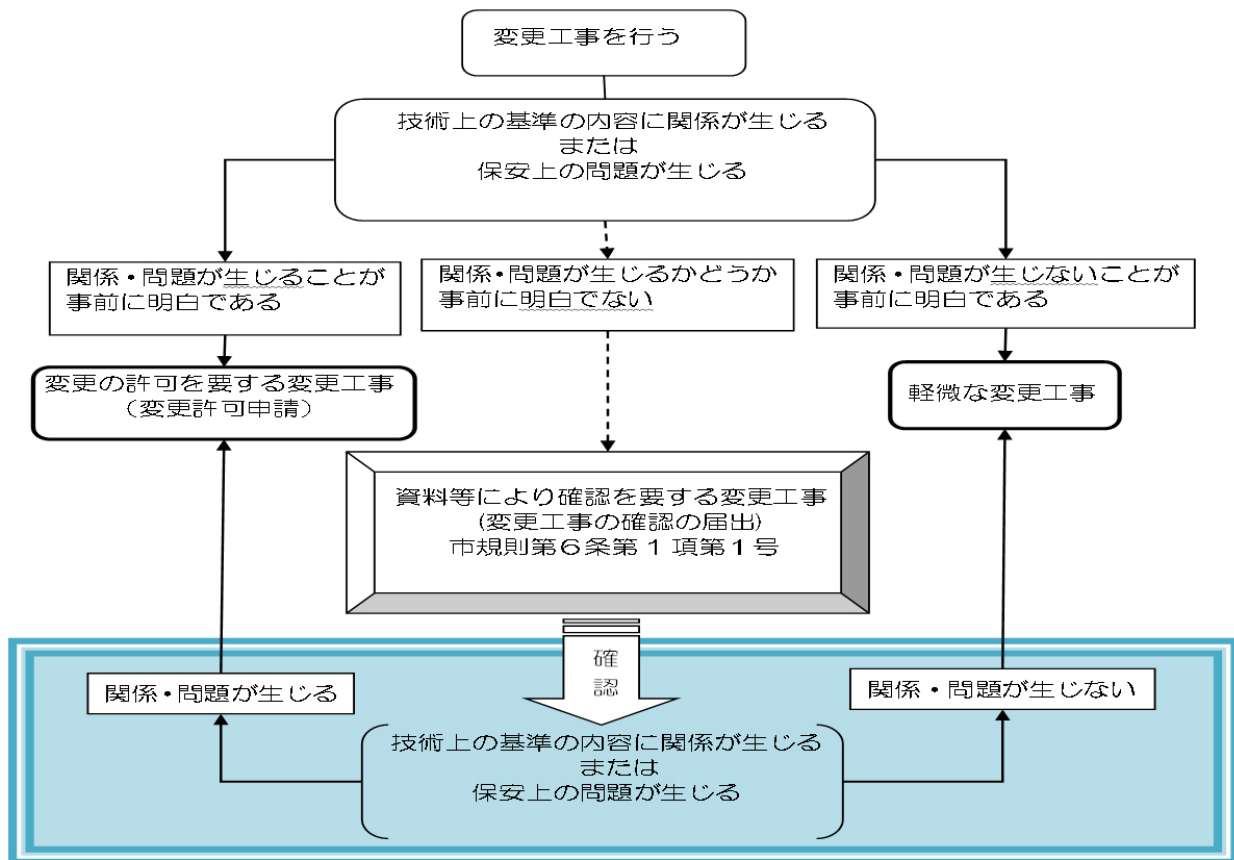 変更工事を行う
技術上の基準の内容に関係が生じる
または
保安上の問題が生じる
関係・問題が生じることが
事前に明白である
関係・問題が生じるかどうか
事前に明白でない
関係・問題が生じないことが
事前に明白である
変更の許可を要する変更工事
（変更許可申請）
軽微な変更工事
資料等により確認を要する変更工事
(変更工事の確認の届出)
市規則第６条第１項第１号
確
認
関係・問題が生じる
関係・問題が生じない
技術上の基準の内容に関係が生じる
または
保安上の問題が生じる